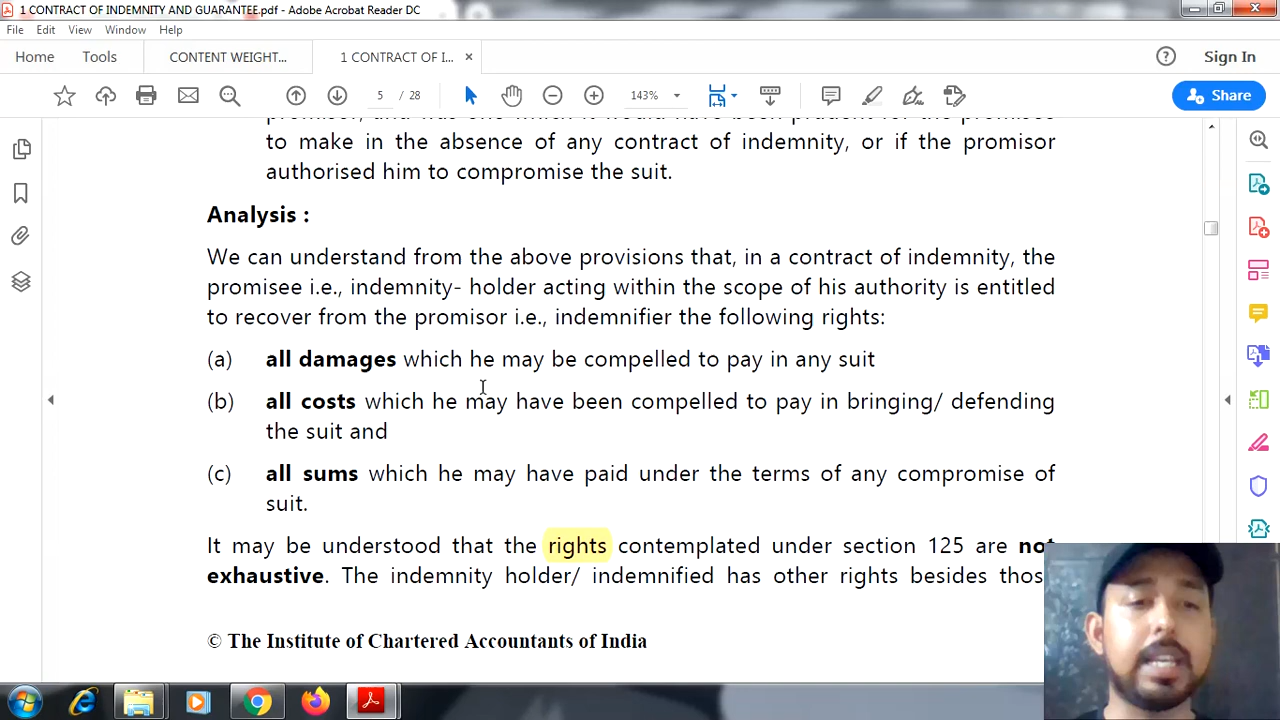 1 CONTRACT OF INDEMNITY AND GUARANTEE.pdf - Adobe Acrobat Reader DC
File Edit View Window Help
Home Tools CONTENT WEIGHT... 1 CONTRACT OF I... × ? Sign In
5 / 28 143% Share
to make in the absence of any contract of indemnity, or if the promisor
authorised him to compromise the suit.
Analysis :
We can understand from the above provisions that, in a contract of indemnity, the
promisee i.e., indemnity- holder acting within the scope of his authority is entitled
to recover from the promisor i.e., indemnifier the following rights:
(a) all damages which he may be compelled to pay in any suit
(b) all costs which he may have been compelled to pay in bringing/ defending
the suit and
(c) all sums which he may have paid under the terms of any compromise of
suit.
It may be understood that the rights contemplated under section 125 are not
exhaustive. The indemnity holder/ indemnified has other rights besides
© The Institute of Chartered Accountants of India